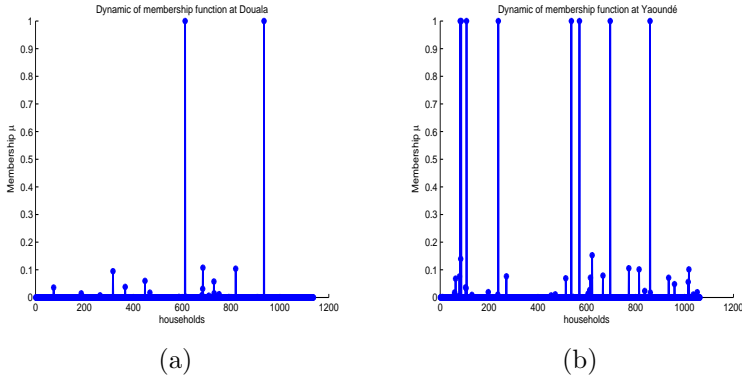 Dynamic of membership function at Douala
1
0.9
0.8
0.7
0.6
0.5
0.4
0.3
0.2
0.1
0
Membership μ
0 200 400 600 800 1000 1200
households
(a)
Dynamic of membership function at Yaoundé
1
0.9
0.8
0.7
0.6
0.5
0.4
0.3
0.2
0.1
0
Membership μ
0 200 400 600 800 1000 1200
households
(b)